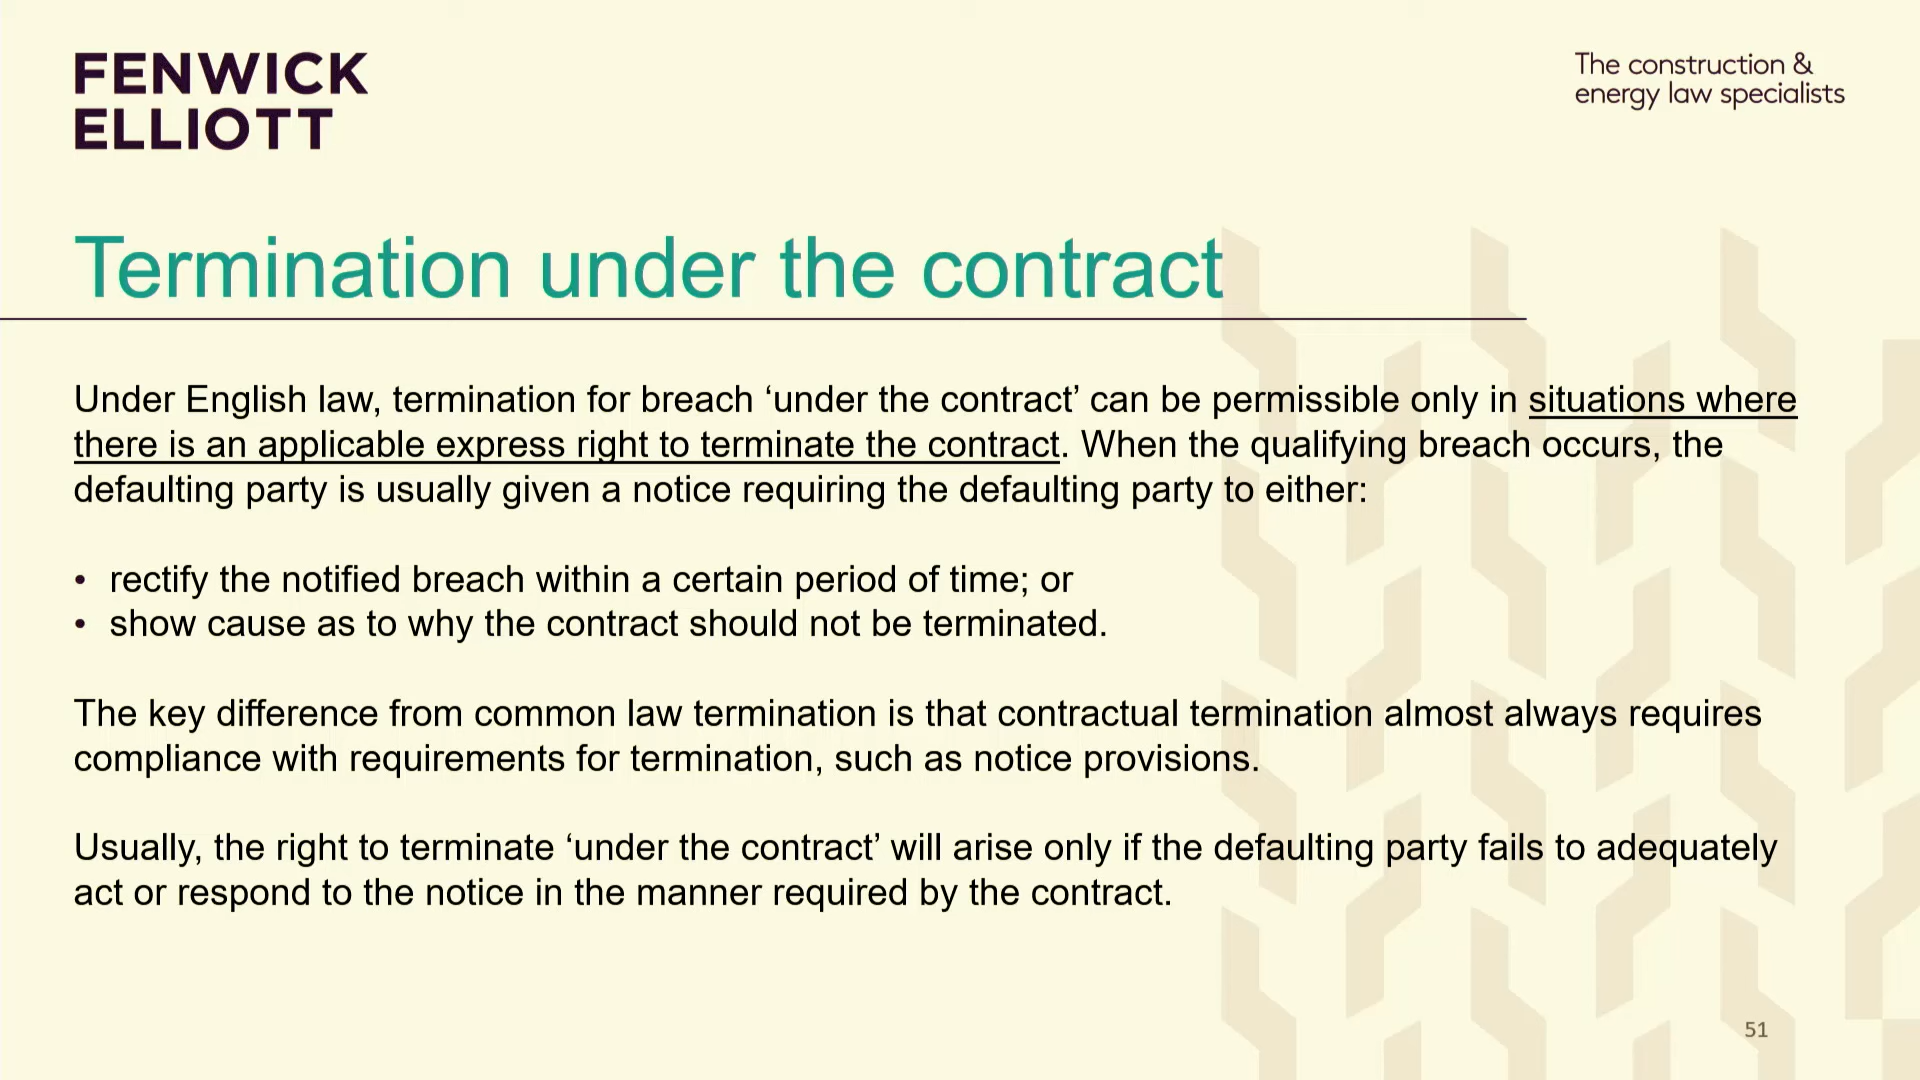 FENWICK
ELLIOTT
The construction &
energy law specialists
Termination under the contract
Under English law, termination for breach ‘under the contract’ can be permissible only in situations where
there is an applicable express right to terminate the contract. When the qualifying breach occurs, the
defaulting party is usually given a notice requiring the defaulting party to either:
• rectify the notified breach within a certain period of time; or
• show cause as to why the contract should not be terminated.
The key difference from common law termination is that contractual termination almost always requires
compliance with requirements for termination, such as notice provisions.
Usually, the right to terminate ‘under the contract’ will arise only if the defaulting party fails to adequately
act or respond to the notice in the manner required by the contract.
51